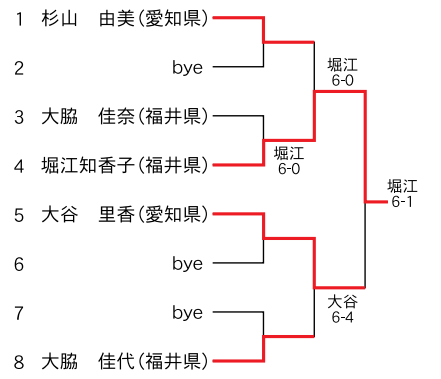 1 杉山　由美(愛知県)
2 bye
3 大脇　佳奈(福井県)
4 堀江知香子(福井県)
5 大谷　里香(愛知県)
6 bye
7 bye
8 大脇　佳代(福井県)
堀江
6-0
堀江
6-0
大谷
6-4
堀江
6-1